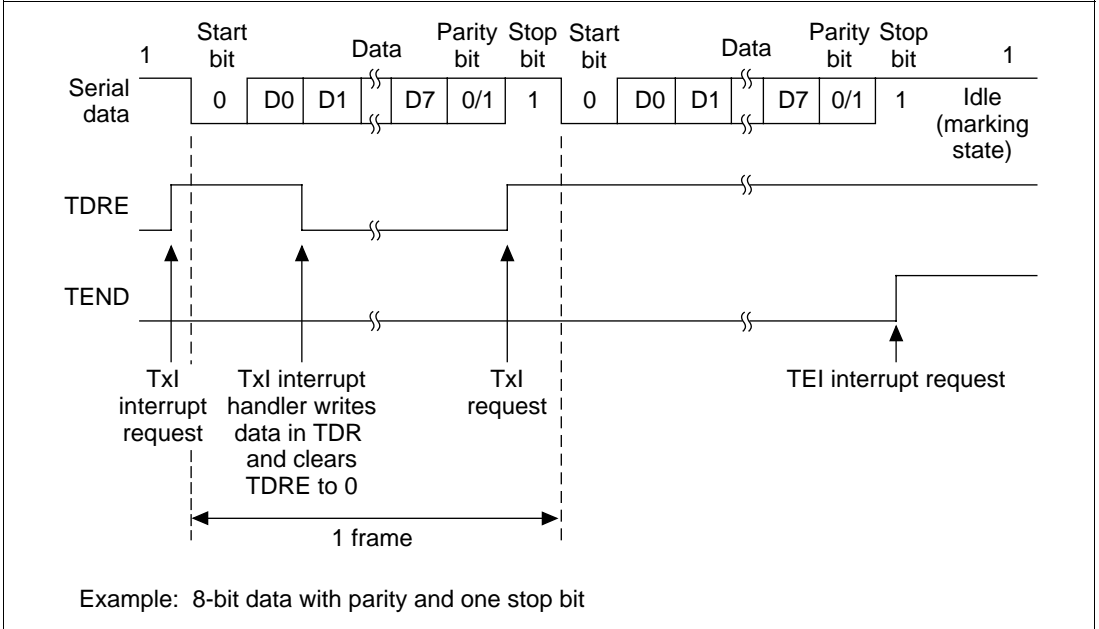 1 Start bit Data Parity bit Stop bit Start bit Data Parity bit Stop bit 1
Serial data 0 D0 D1 D7 0/1 1 0 D0 D1 D7 0/1 1 Idle (marking state)
TDRE
TEND
TxI interrupt request
TxI interrupt handler writes data in TDR and clears TDRE to 0
TxI request
TEI interrupt request
1 frame
Example: 8-bit data with parity and one stop bit